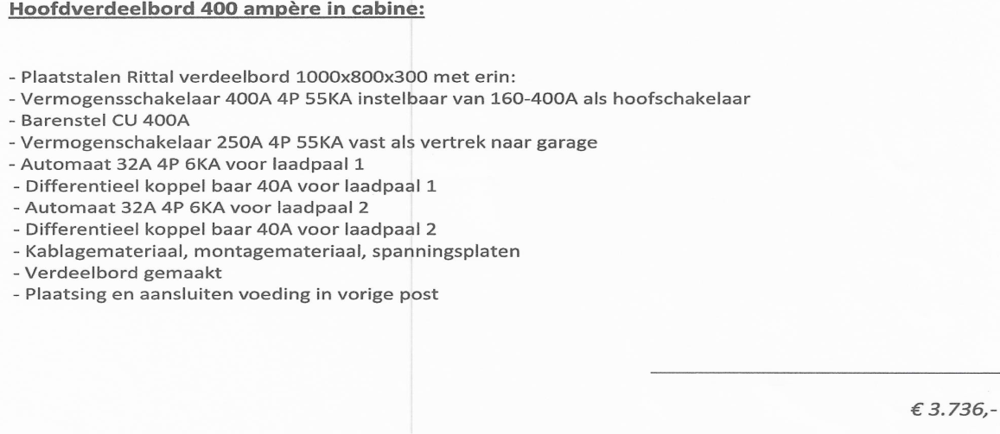 Hoofdverdeelbord 400 ampère in cabine:
- Plaatstalen Rittal verdeelbord 1000x800x300 met erin:
- Vermogensschakelaar 400A 4P 55KA instelbaar van 160-400A als hoofschakelaar
- Barenstel CU 400A
- Vermogenschakelaar 250A 4P 55KA vast als vertrek naar garage
- Automaat 32A 4P 6KA voor laadpaal 1
- Differentieel koppel baar 40A voor laadpaal 1
- Automaat 32A 4P 6KA voor laadpaal 2
- Differentieel koppel baar 40A voor laadpaal 2
- Kablagemateriaal, montagemateriaal, spanningsplaten
- Verdeelbord gemaakt
- Plaatsing en aansluiten voeding in vorige post
€ 3.736,-